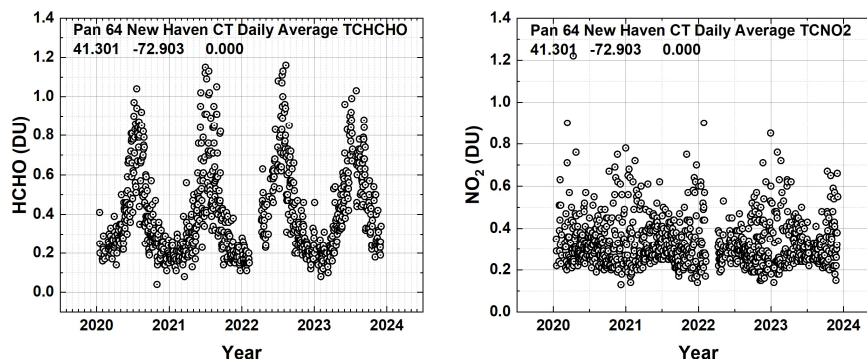 Pan 64 New Haven CT Daily Average TCHCHO
41.301 -72.903 0.000
HCHO (DU)
1.4
1.2
1.0
0.8
0.6
0.4
0.2
0.0
2020 2021 2022 2023 2024
Year
Pan 64 New Haven CT Daily Average TCNO2
41.301 -72.903 0.000
NO₂ (DU)
1.4
1.2
1.0
0.8
0.6
0.4
0.2
0.0
2020 2021 2022 2023 2024
Year